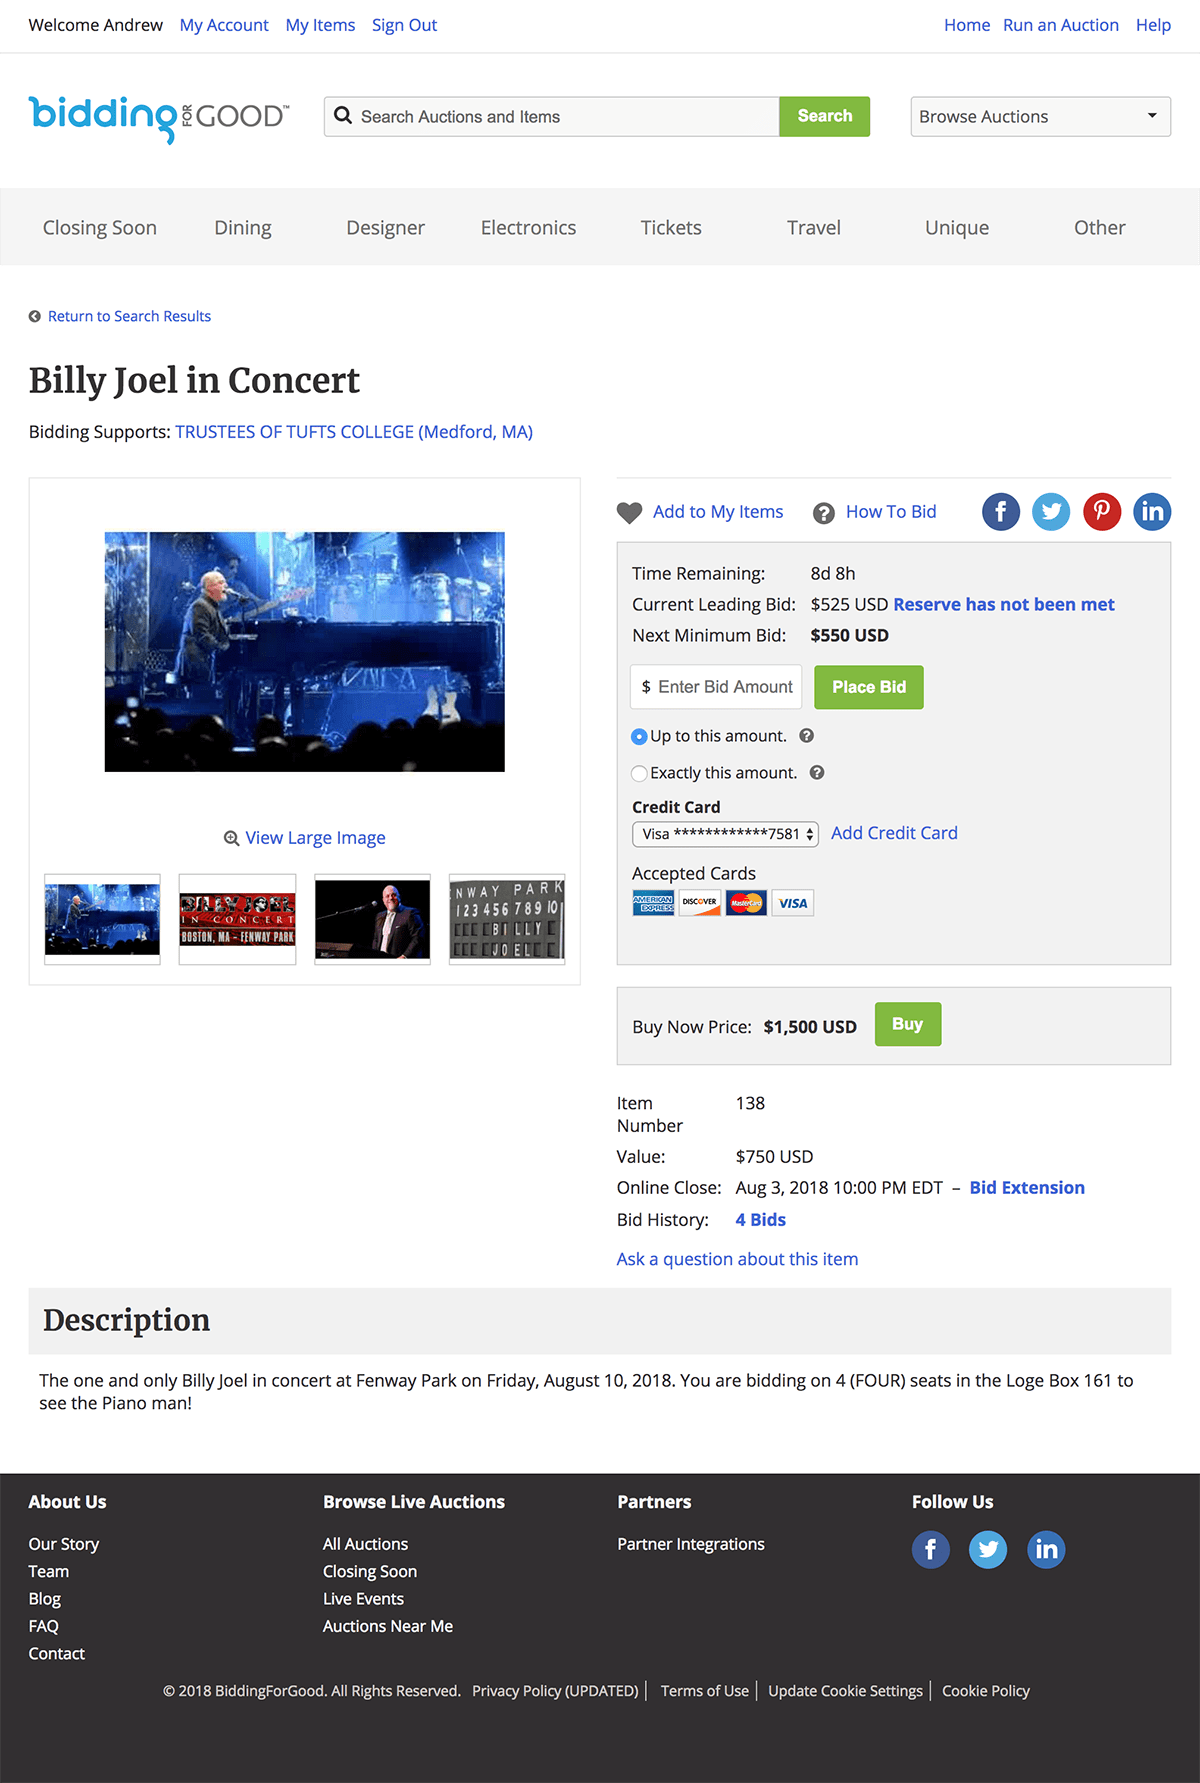 Welcome Andrew My Account My Items Sign Out Home Run an Auction Help
bidding FOR GOOD™ Search Auctions and Items Search Browse Auctions
Closing Soon Dining Designer Electronics Tickets Travel Unique Other
Return to Search Results
Billy Joel in Concert
Bidding Supports: TRUSTEES OF TUFTS COLLEGE (Medford, MA)
Add to My Items ? How To Bid f in
Time Remaining: 8d 8h
Current Leading Bid: $525 USD Reserve has not been met
Next Minimum Bid: $550 USD
$ Enter Bid Amount Place Bid
Up to this amount. ?
Exactly this amount. ?
Credit Card
Visa ************7581 Add Credit Card
Accepted Cards
AMERICAN EXPRESS DISCOVER MasterCard VISA
View Large Image
BILLY JOEL
IN CONCERT
BOSTON, MA - FENWAY PARK
NWAY PARK
1 2 3 4 5 6 7 8 9 10
BILLY
JOEL
Buy Now Price: $1,500 USD Buy
Item Number 138
Value: $750 USD
Online Close: Aug 3, 2018 10:00 PM EDT – Bid Extension
Bid History: 4 Bids
Ask a question about this item
Description
The one and only Billy Joel in concert at Fenway Park on Friday, August 10, 2018. You are bidding on 4 (FOUR) seats in the Loge Box 161 to
see the Piano man!
About Us Browse Live Auctions Partners Follow Us
Our Story All Auctions Partner Integrations f in
Team Closing Soon
Blog Live Events
FAQ Auctions Near Me
Contact
© 2018 BiddingForGood. All Rights Reserved. Privacy Policy (UPDATED) | Terms of Use | Update Cookie Settings | Cookie Policy